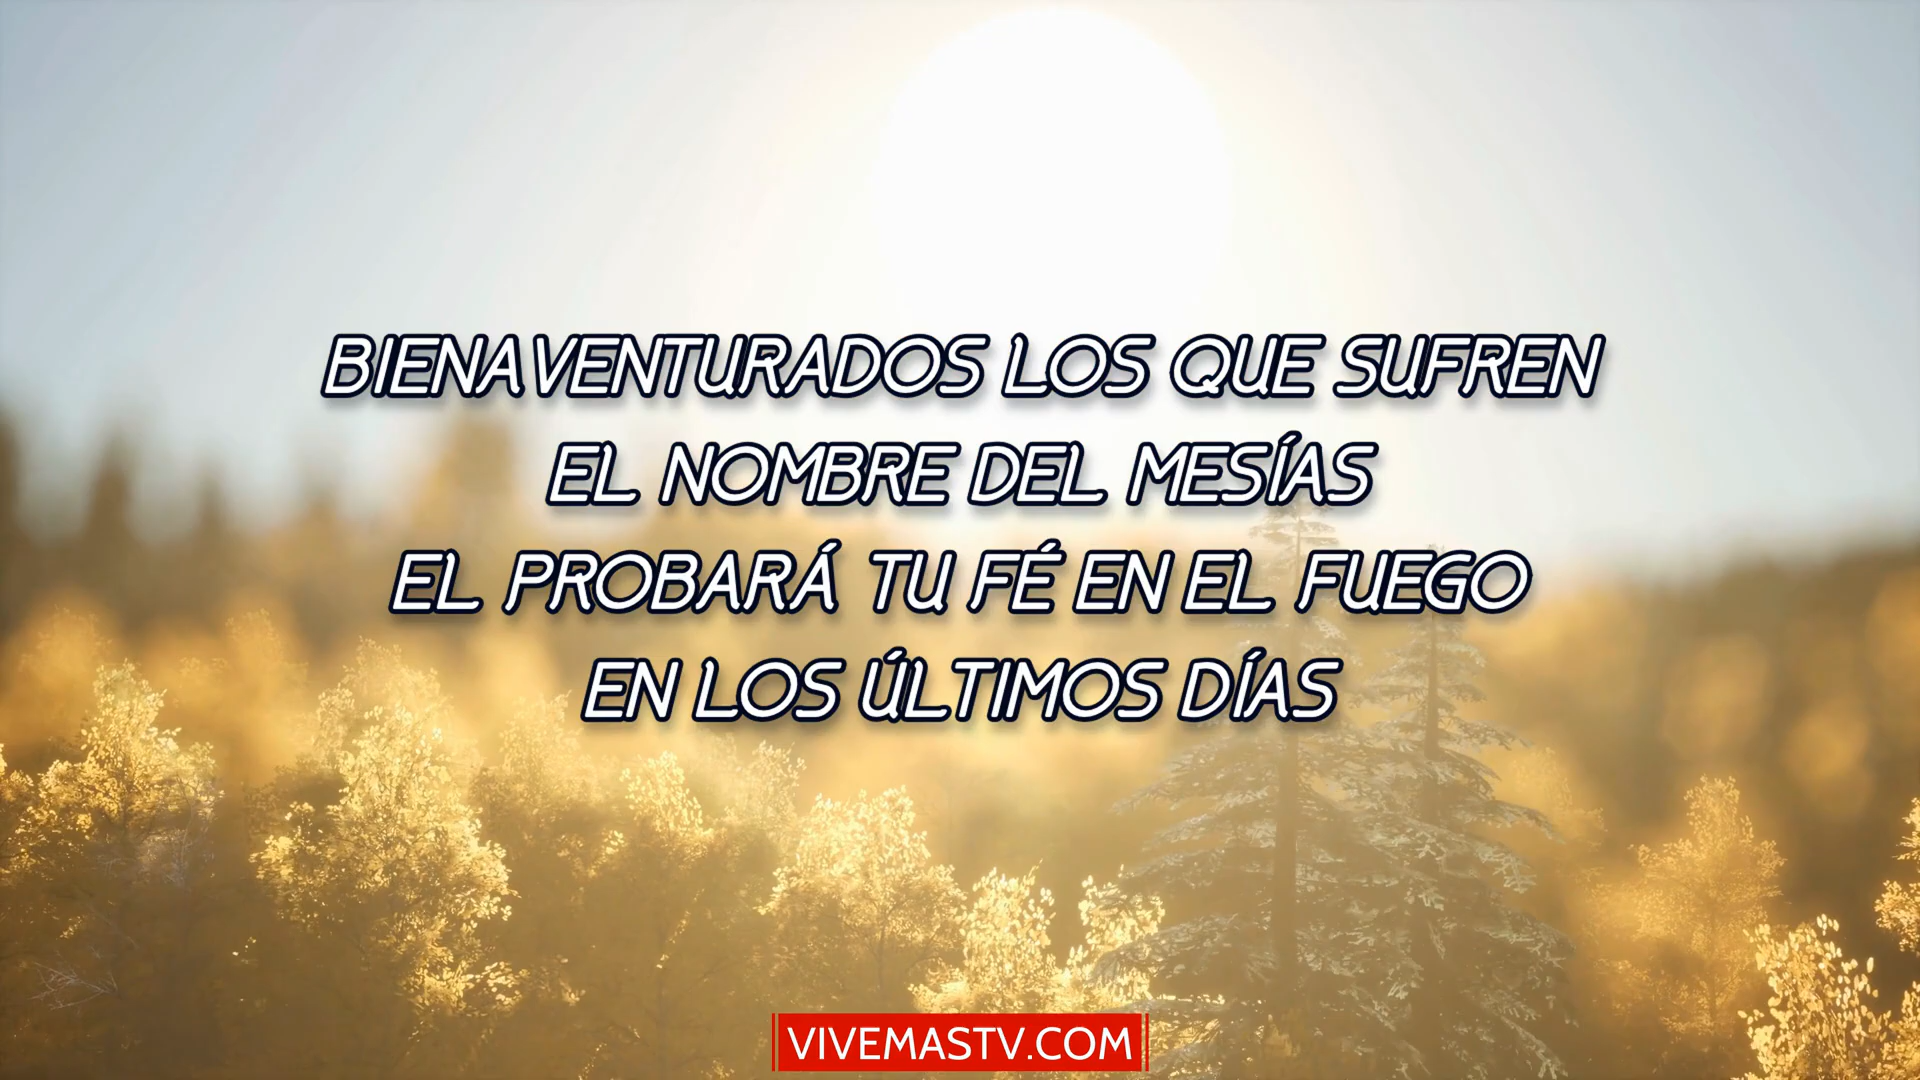 BIENAVENTURADOS LOS QUE SUFREN
EL NOMBRE DEL MESÍAS
EL PROBARÁ TU FÉ EN EL FUEGO
EN LOS ÚLTIMOS DÍAS
VIVEMASTV.COM